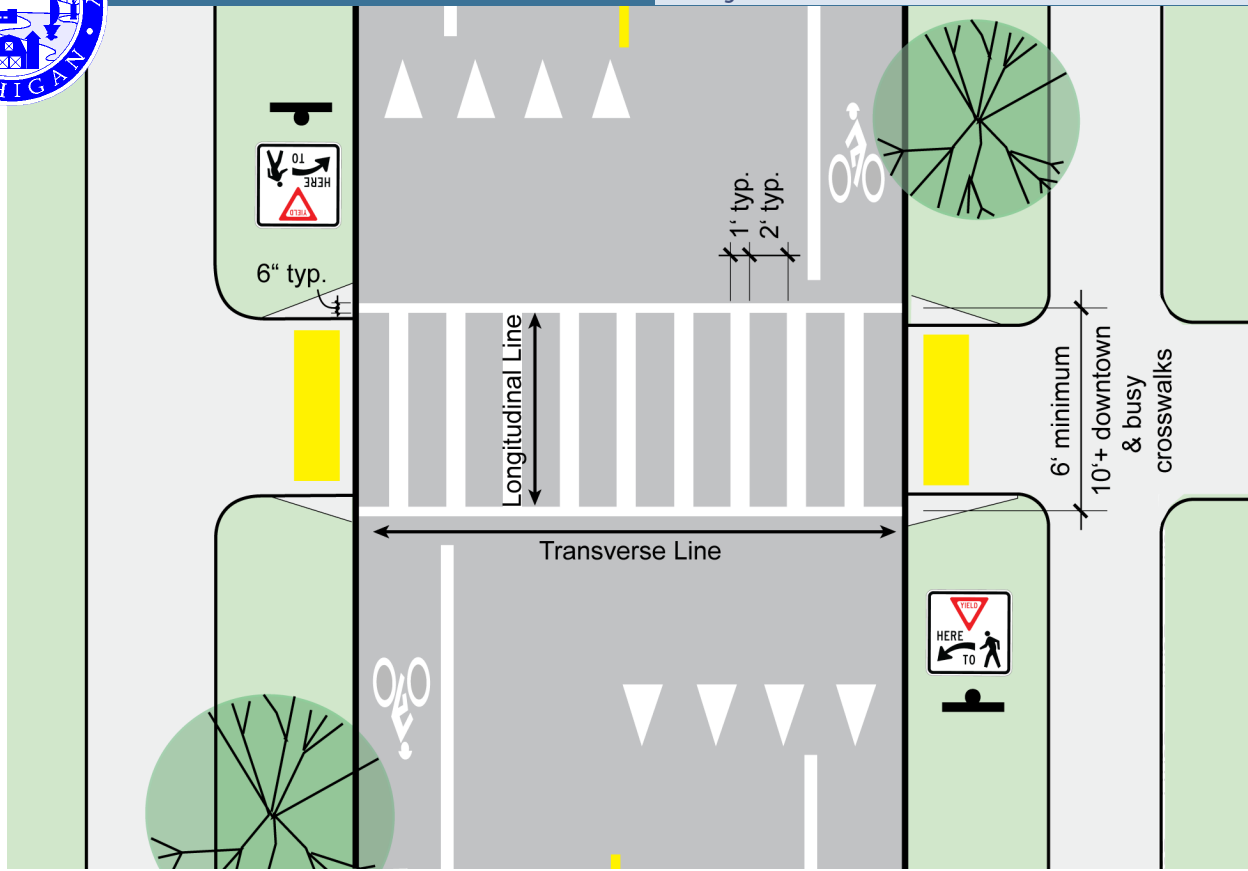 HIGAN
YIELD
HERE
TO
6“ typ.
1‘ typ.
2‘ typ.
Longitudinal Line
Transverse Line
6‘ minimum
10‘+ downtown
& busy
crosswalks
YIELD
HERE
TO